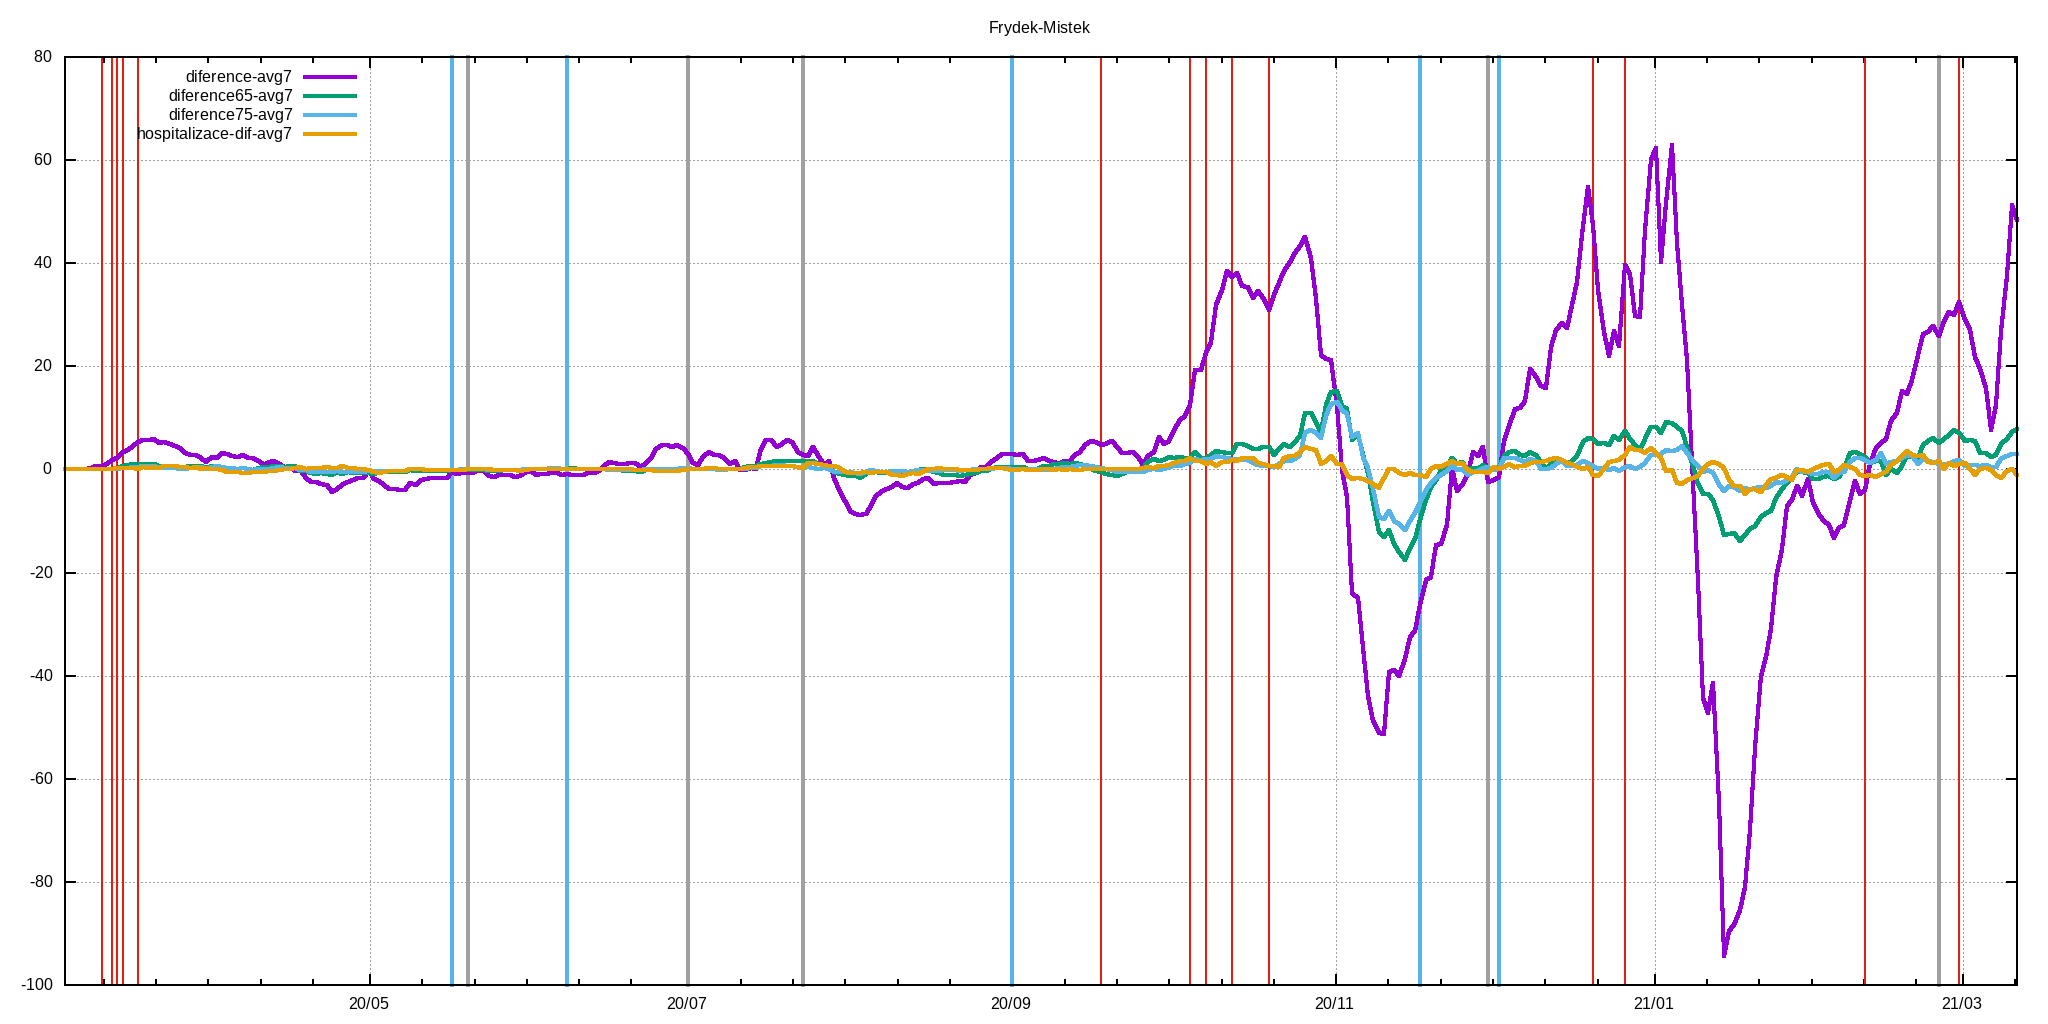 Frydek-Mistek
diference-avg7
diference65-avg7
diference75-avg7
hospitalizace-dif-avg7
80
60
40
20
0
-20
-40
-60
-80
-100
20/05 20/07 20/09 20/11 21/01 21/03